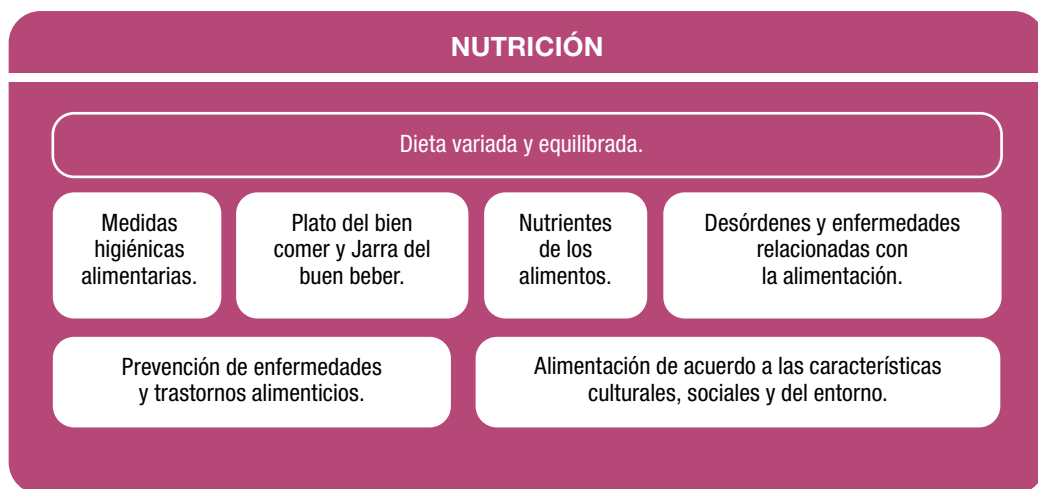 NUTRICIÓN
Dieta variada y equilibrada.
Medidas
higiénicas
alimentarias.
Plato del bien
comer y Jarra del
buen beber.
Nutrientes
de los
alimentos.
Desórdenes y enfermedades
relacionadas con
la alimentación.
Prevención de enfermedades
y trastornos alimenticios.
Alimentación de acuerdo a las características
culturales, sociales y del entorno.